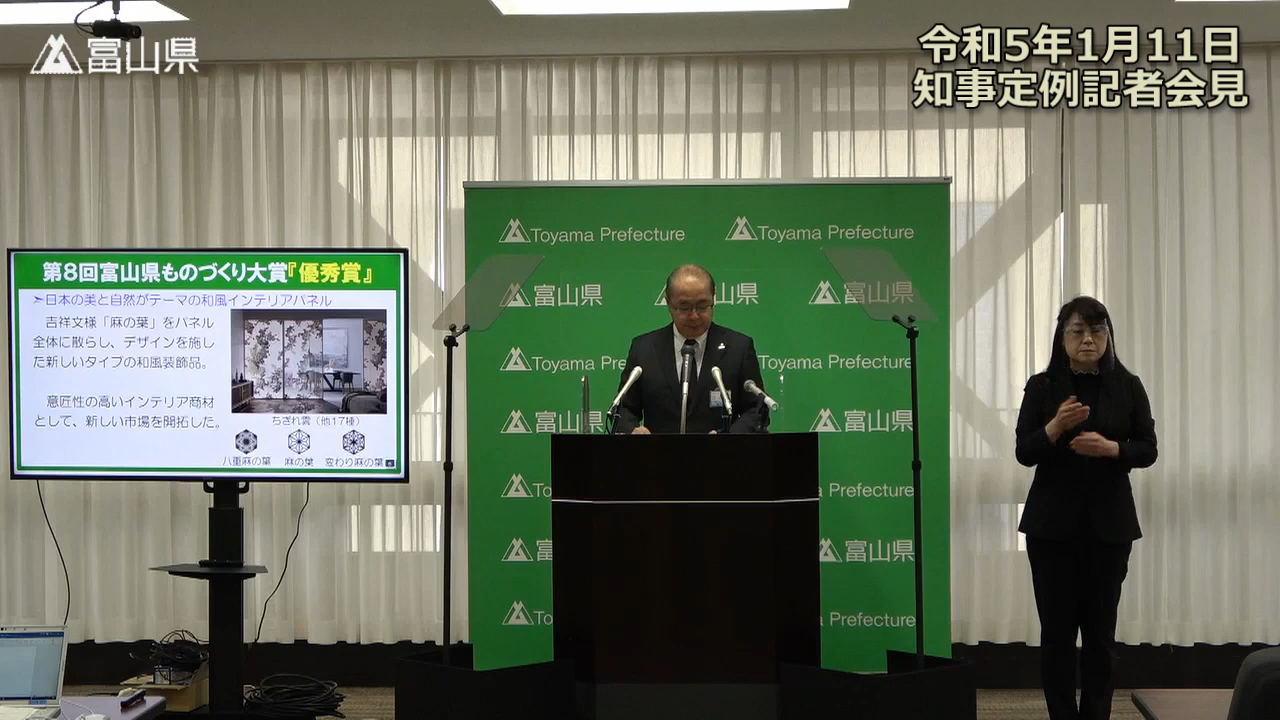 富山県
令和5年1月11日
知事定例記者会見
第8回富山県ものづくり大賞『優秀賞』
➣日本の美と自然がテーマの和風インテリアパネル
吉祥文様「麻の葉」をパネル
全体に散らし、デザインを施し
た新しいタイプの和風装飾品。
意匠性の高いインテリア商材
として、新しい市場を開拓した。
ちぎれ雲（他17種）
八重麻の葉 麻の葉 変わり麻の葉
Toyama Prefecture Toyama Prefecture
富山県 山県 富山県
Toyama Prefecture
富山県 富山県
To a Prefecture
富 富山県
To a Prefecture